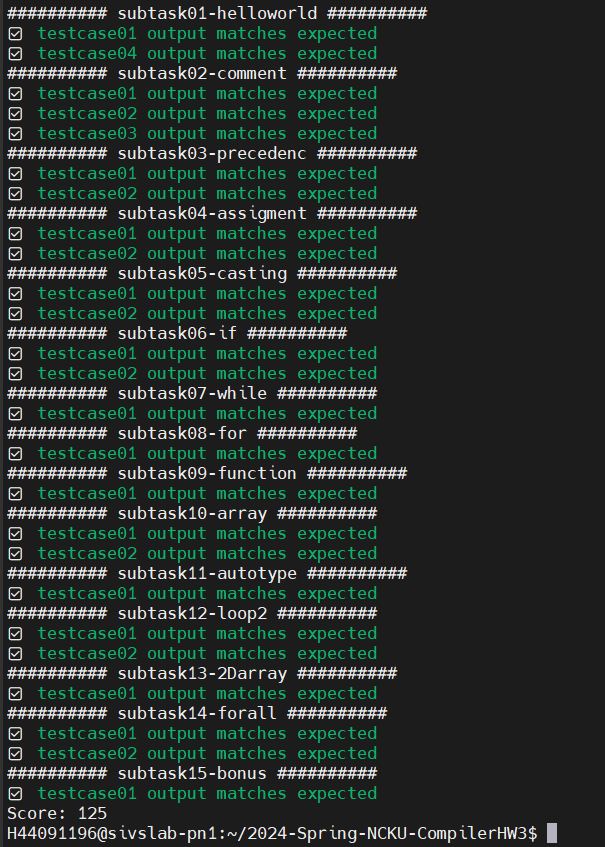 ########## subtask01-helloworld ##########
☑ testcase01 output matches expected
☑ testcase04 output matches expected
########## subtask02-comment ##########
☑ testcase01 output matches expected
☑ testcase02 output matches expected
☑ testcase03 output matches expected
########## subtask03-precedenc ##########
☑ testcase01 output matches expected
☑ testcase02 output matches expected
########## subtask04-assigment ##########
☑ testcase01 output matches expected
☑ testcase02 output matches expected
########## subtask05-casting ##########
☑ testcase01 output matches expected
☑ testcase02 output matches expected
########## subtask06-if ##########
☑ testcase01 output matches expected
☑ testcase02 output matches expected
########## subtask07-while ##########
☑ testcase01 output matches expected
########## subtask08-for ##########
☑ testcase01 output matches expected
########## subtask09-function ##########
☑ testcase01 output matches expected
########## subtask10-array ##########
☑ testcase01 output matches expected
☑ testcase02 output matches expected
########## subtask11-autotype ##########
☑ testcase01 output matches expected
########## subtask12-loop2 ##########
☑ testcase01 output matches expected
☑ testcase02 output matches expected
########## subtask13-2Darray ##########
☑ testcase01 output matches expected
########## subtask14-forall ##########
☑ testcase01 output matches expected
☑ testcase02 output matches expected
########## subtask15-bonus ##########
☑ testcase01 output matches expected
Score: 125
H44091196@sivslab-pn1:~/2024-Spring-NCKU-CompilerHW3$